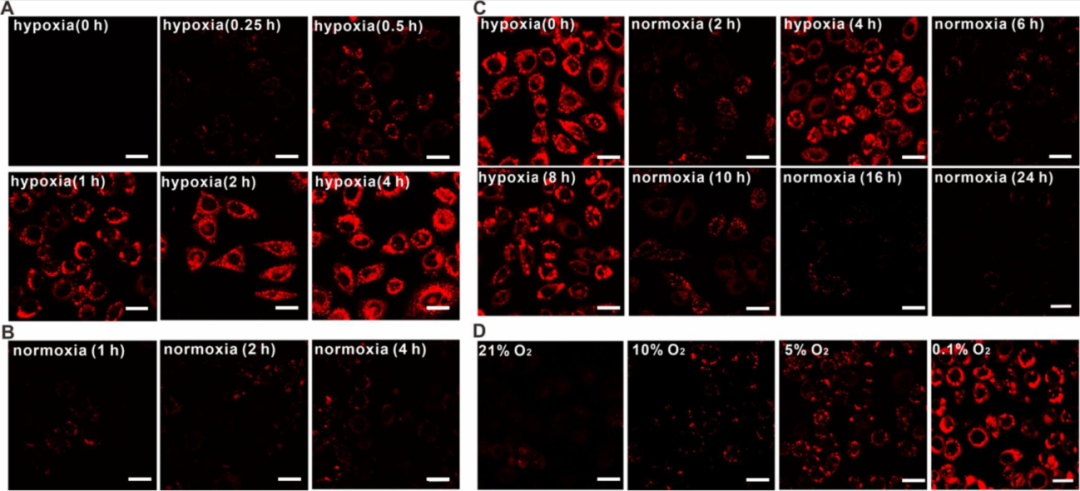 A
hypoxia(0 h)
hypoxia(0.25 h)
hypoxia(0.5 h)
hypoxia(1 h)
hypoxia(2 h)
hypoxia(4 h)
B
normoxia (1 h)
normoxia (2 h)
normoxia (4 h)
C
hypoxia(0 h)
normoxia (2 h)
hypoxia (4 h)
normoxia (6 h)
hypoxia (8 h)
normoxia (10 h)
normoxia (16 h)
normoxia (24 h)
D
21% O₂
10% O₂
5% O₂
0.1% O₂